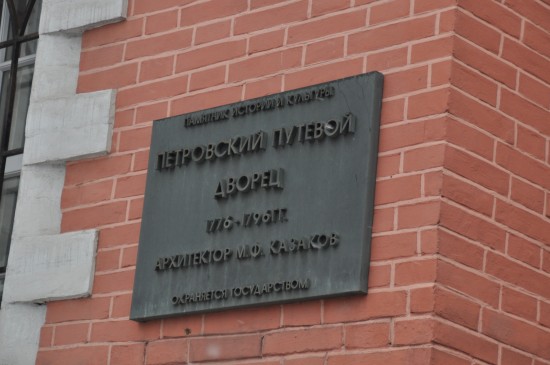 ПАМЯТНИК ИСТОРИИ И КУЛЬТУРЫ
ПЕТРОВСКИЙ ПУТЕВОЙ
ДВОРЕЦ
1776-1796 ГГ.
АРХИТЕКТОР М.Ф. КАЗАКОВ
ОХРАНЯЕТСЯ ГОСУДАРСТВОМ